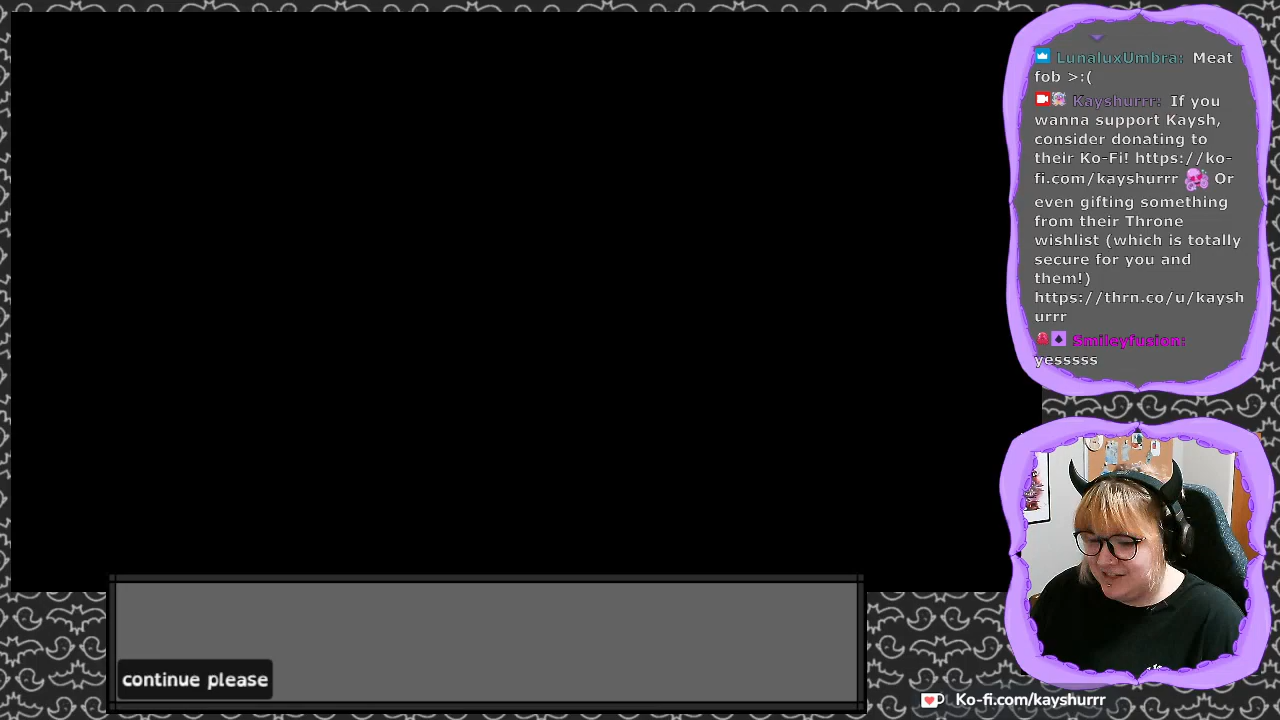 LunaluxUmbra: Meat
fob >:(
Kayshurrr: If you
wanna support Kaysh,
consider donating to
their Ko-Fi! https://ko-
fi.com/kayshurrr Or
even gifting something
from their Throne
wishlist (which is totally
secure for you and
them!)
https://thrn.co/u/kaysh
urrr
Smileyfusion:
yesssss
continue please
Ko-fi.com/kayshurrr